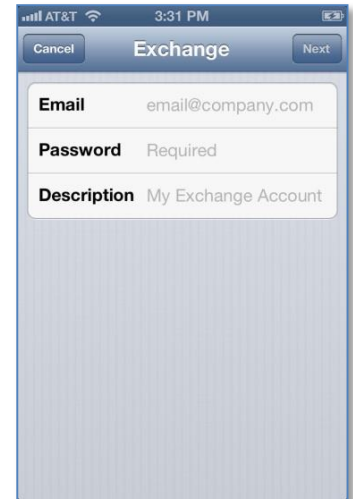 AT&T 3:31 PM
Cancel Exchange Next
Email email@company.com
Password Required
Description My Exchange Account